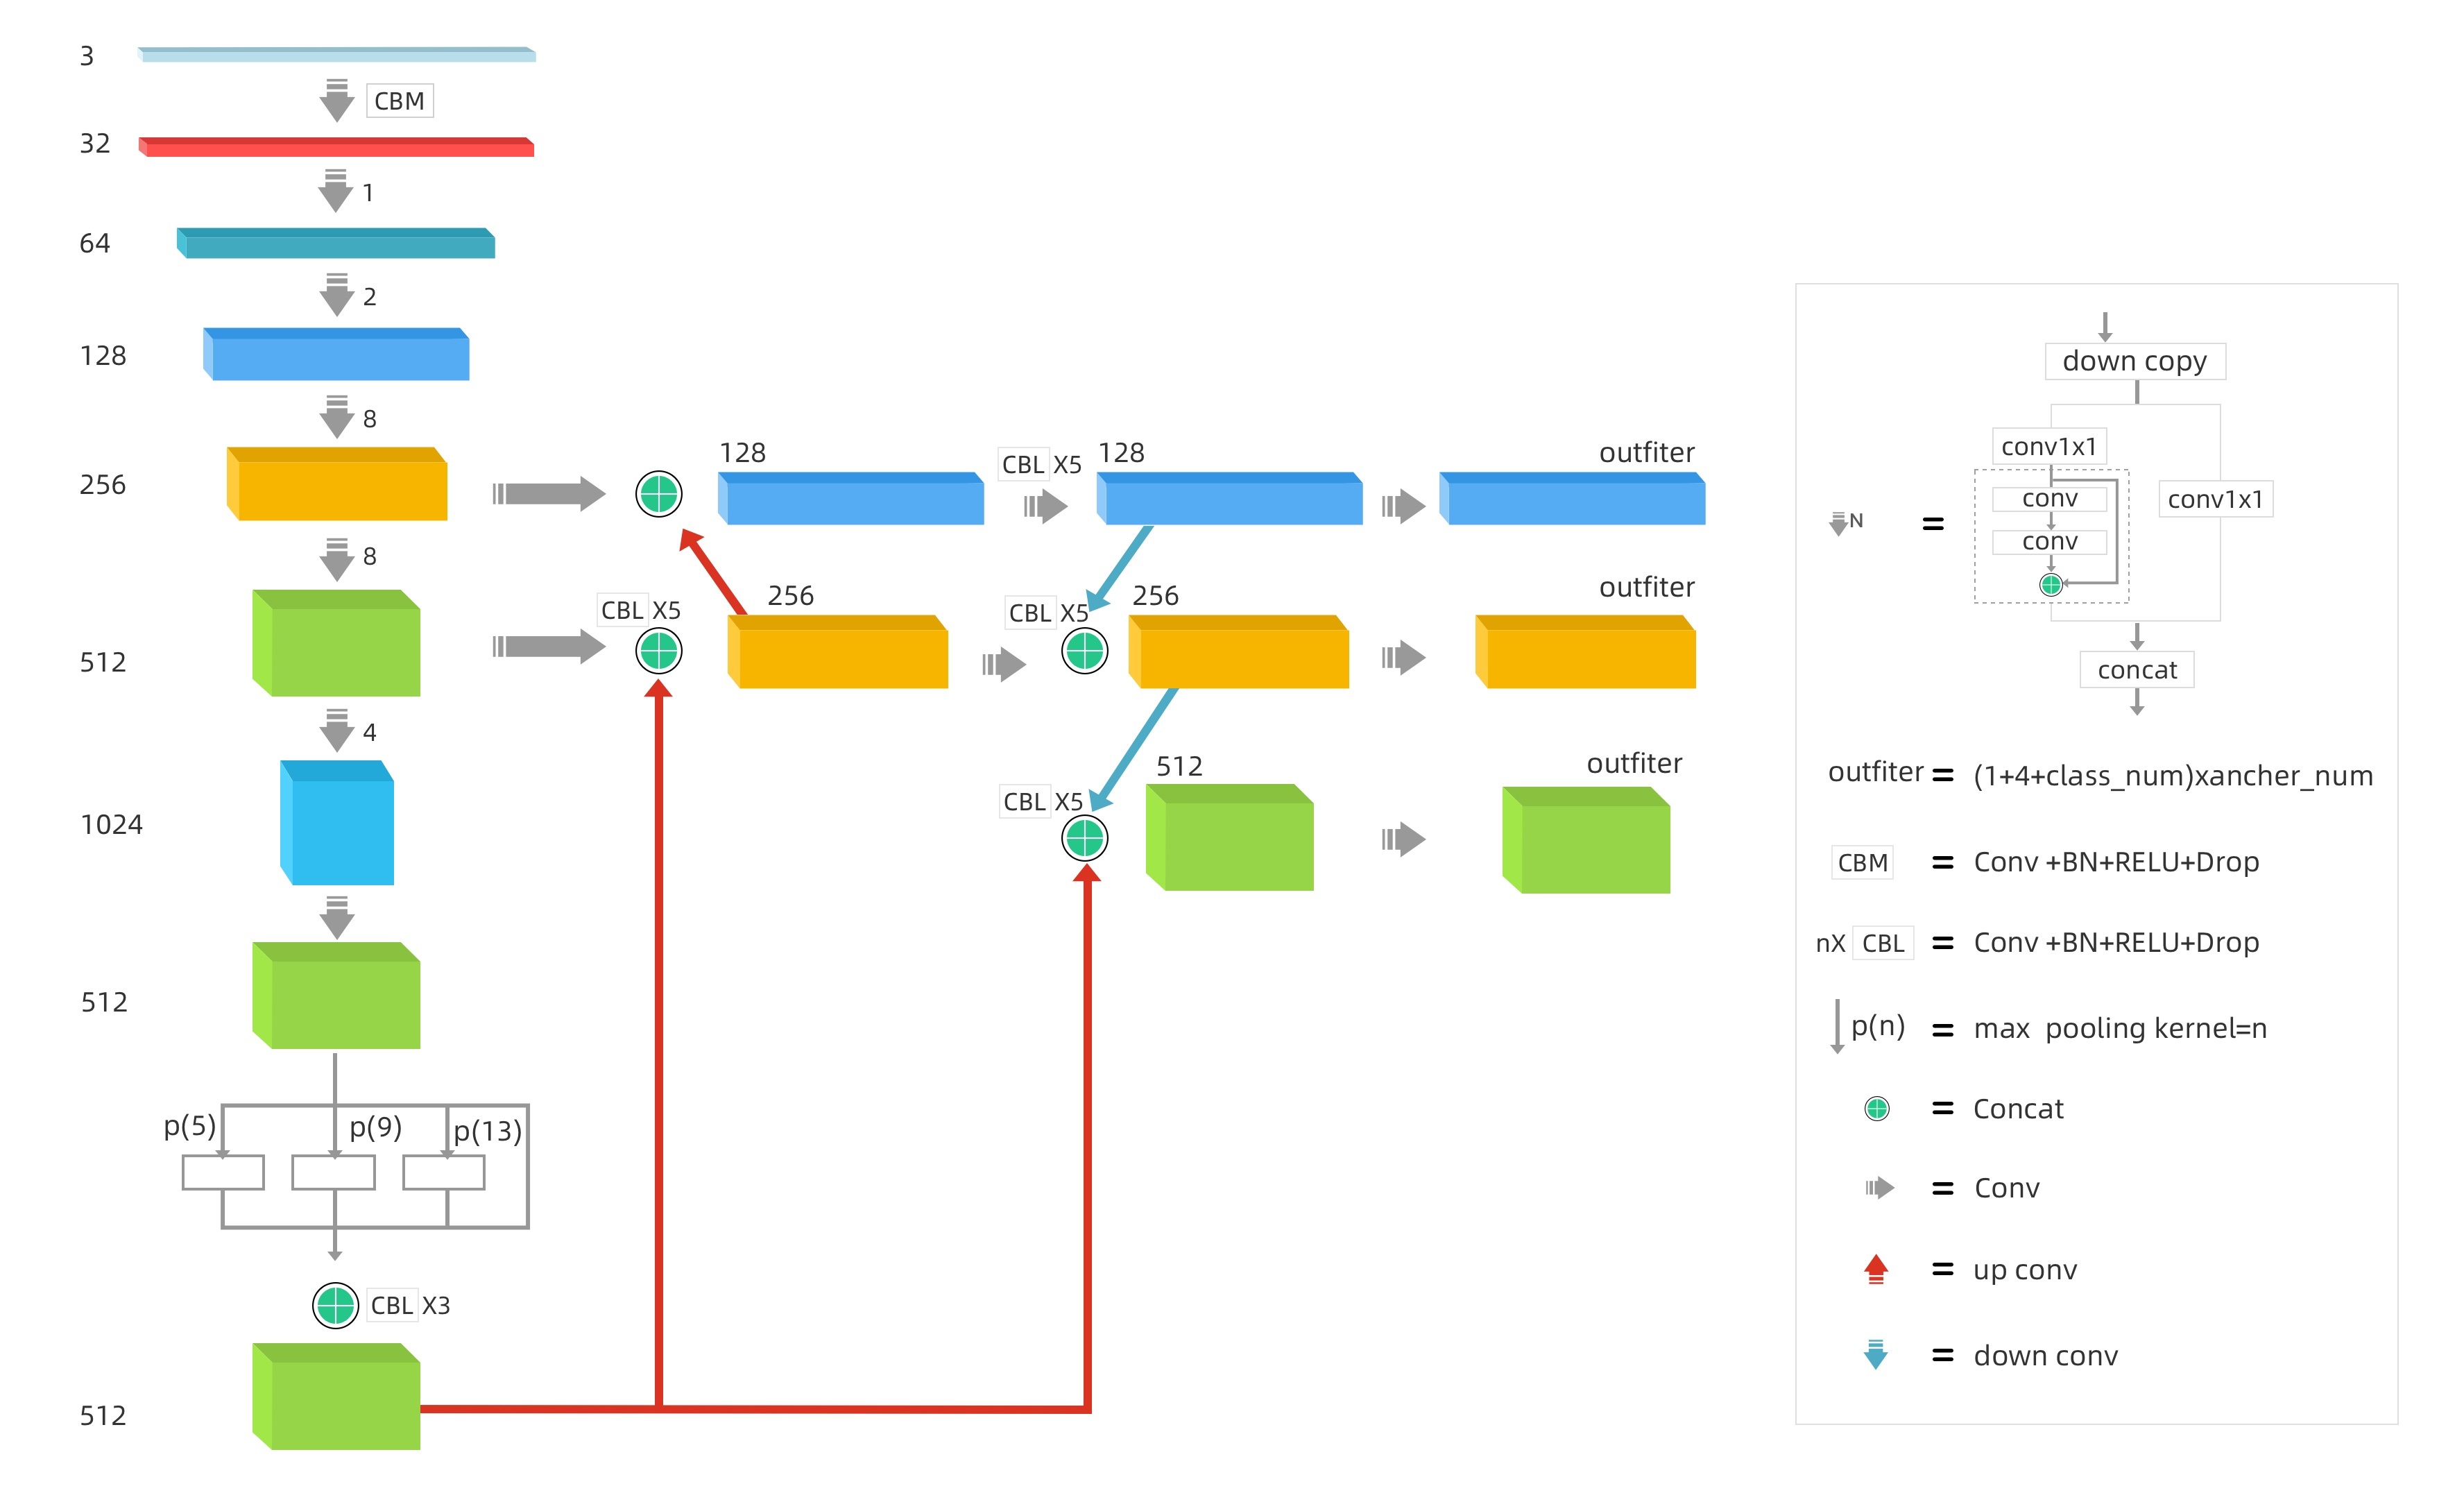 3
CBM
32
1
64
2
128
8
256
8
512
4
1024
512
p(5)
p(9)
p(13)
CBL X3
512
128
CBL X5
128
outfiter
CBL X5
256
CBL X5
256
outfiter
CBL X5
512
outfiter
down copy
conv1x1
conv
conv
conv1x1
concat
N =
outfiter = (1+4+class_num)xancher_num
CBM = Conv +BN+RELU+Drop
nX CBL = Conv +BN+RELU+Drop
p(n) = max pooling kernel=n
= Concat
= Conv
= up conv
= down conv